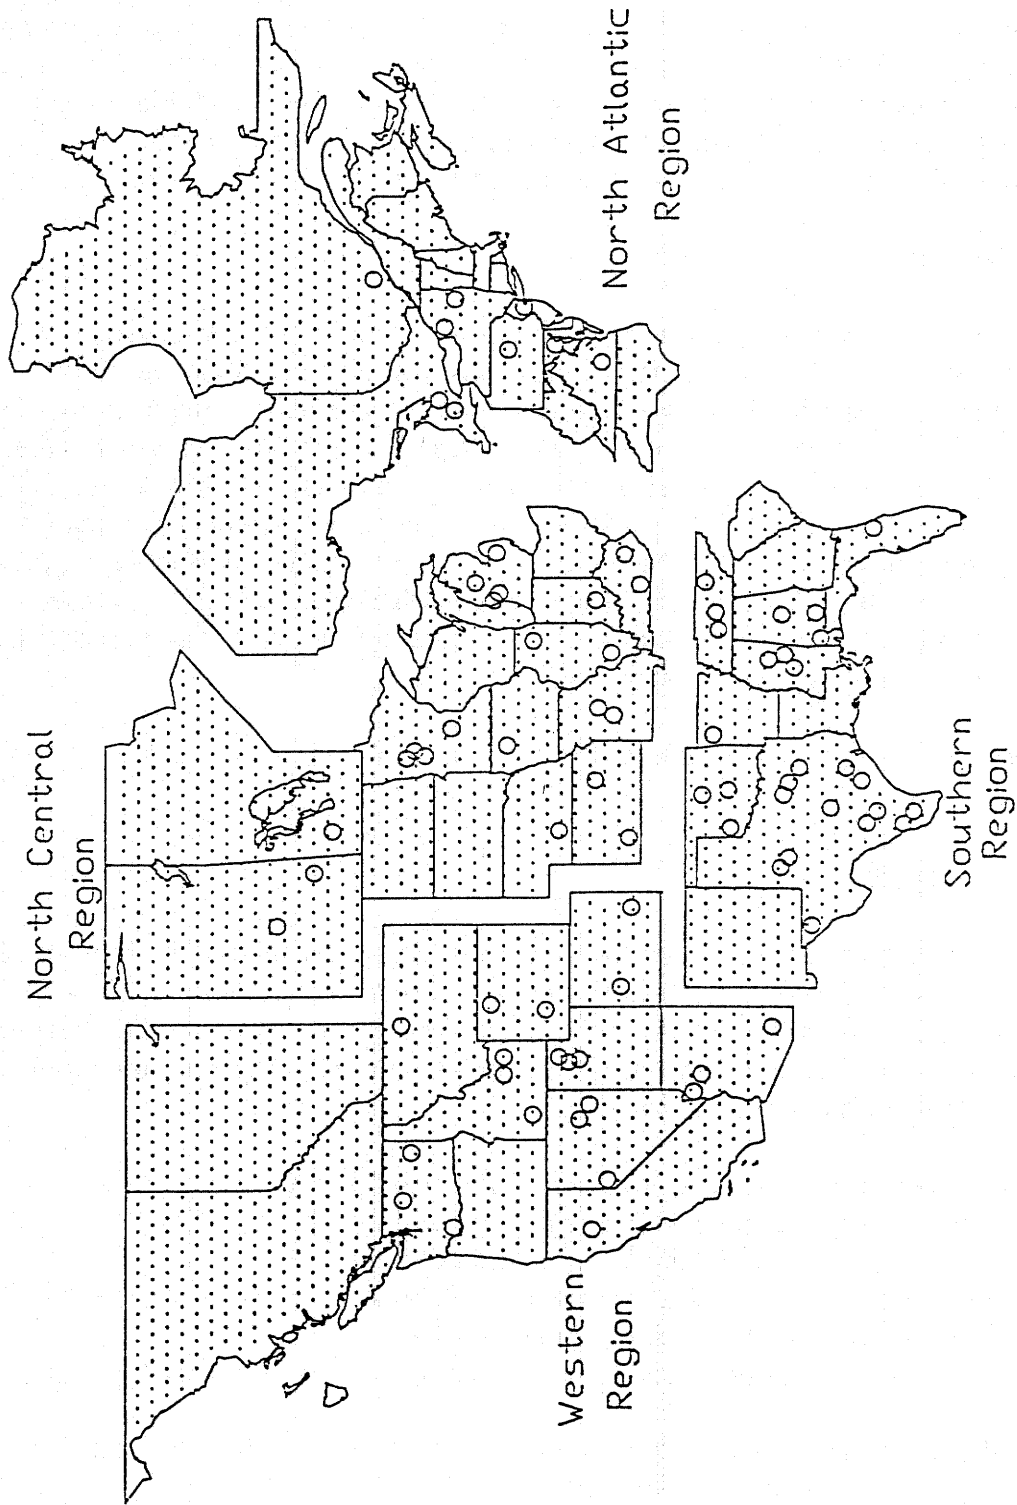 North Central
Region
North Atlantic
Region
Western
Region
Southern
Region